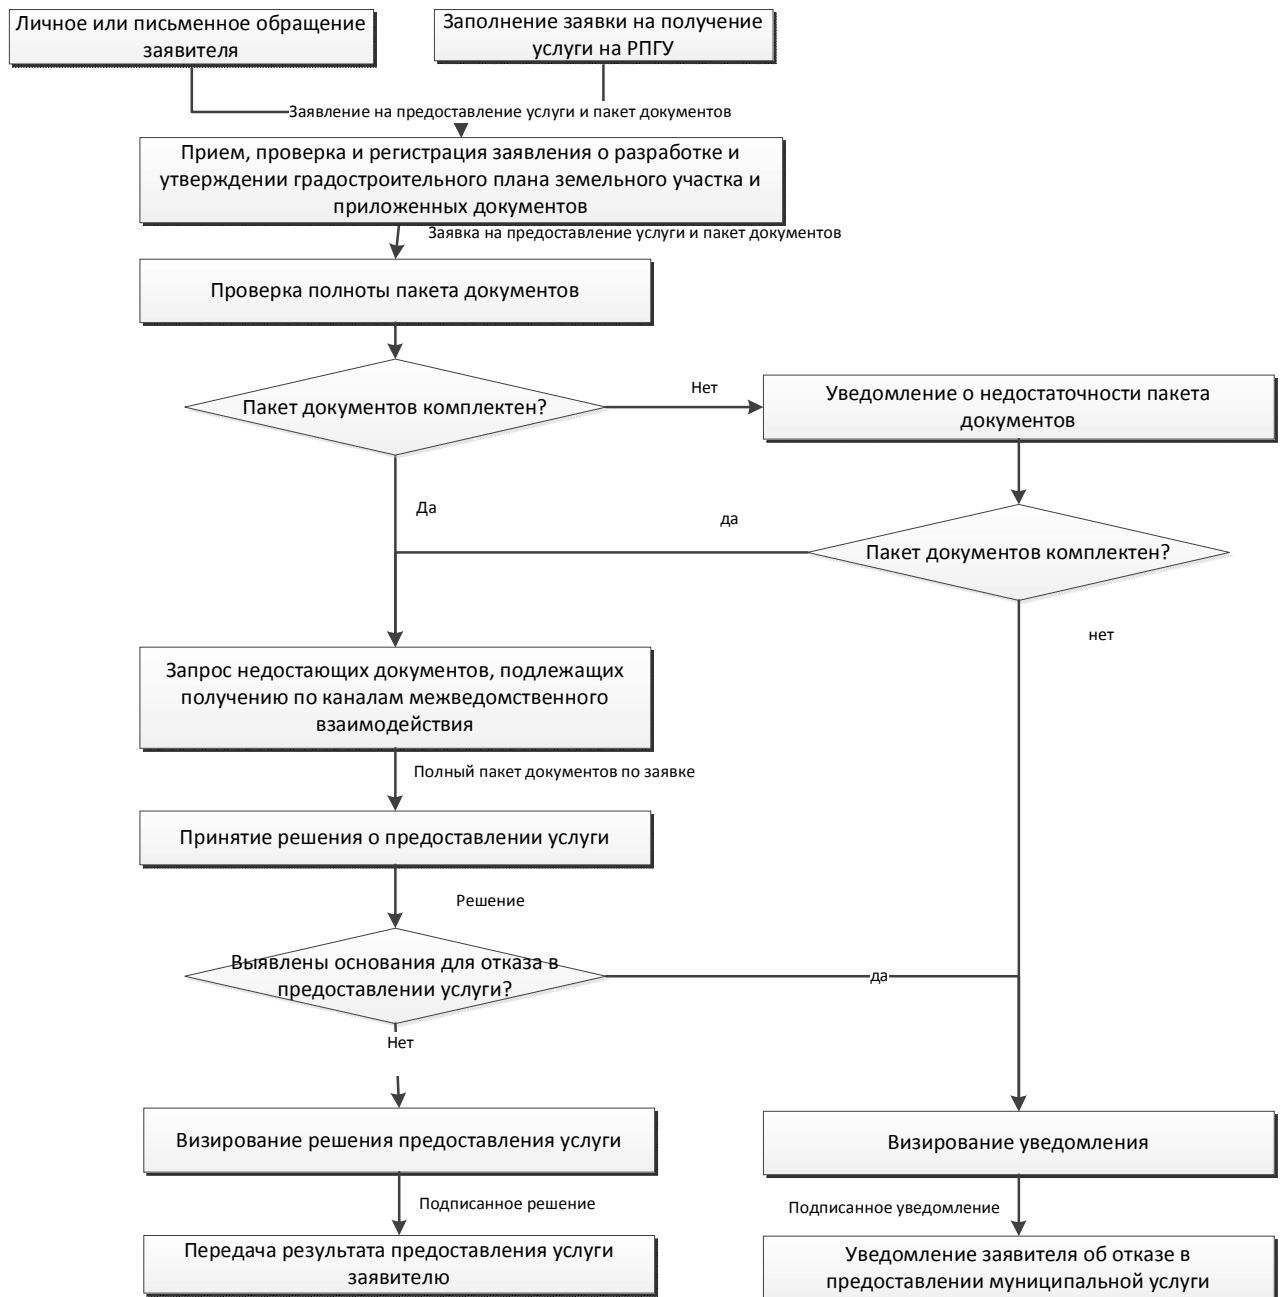 Личное или письменное обращение
заявителя
Заполнение заявки на получение
услуги на РПГУ
Заявление на предоставление услуги и пакет документов
Прием, проверка и регистрация заявления о разработке и
утверждении градостроительного плана земельного участка и
приложенных документов
Заявка на предоставление услуги и пакет документов
Проверка полноты пакета документов
Пакет документов комплектен?
Нет
Уведомление о недостаточности пакета
документов
Да
да
Пакет документов комплектен?
нет
Запрос недостающих документов, подлежащих
получению по каналам межведомственного
взаимодействия
Полный пакет документов по заявке
Принятие решения о предоставлении услуги
Решение
Выявлены основания для отказа в
предоставлении услуги?
да
Нет
Визирование решения предоставления услуги
Визирование уведомления
Подписанное решение
Подписанное уведомление
Передача результата предоставления услуги
заявителю
Уведомление заявителя об отказе в
предоставлении муниципальной услуги